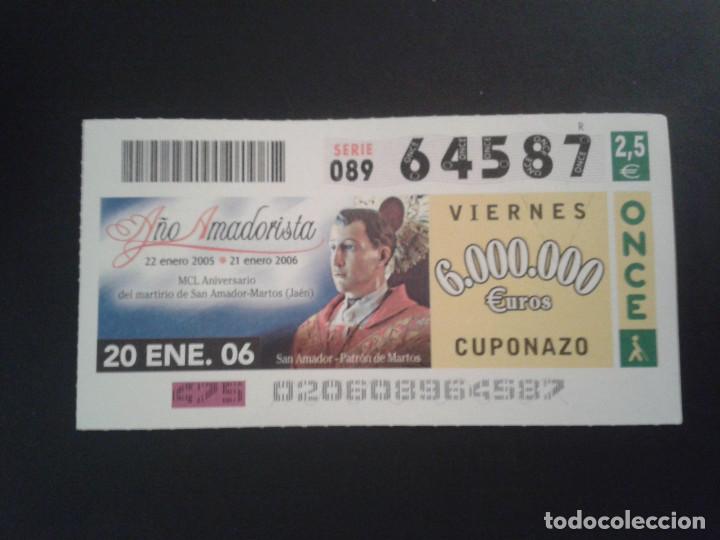 SERIE
089
64587
R
2,5
€
Año Amadorista
22 enero 2005 * 21 enero 2006
MCL Aniversario
del martirio de San Amador-Martos (Jaén)
20 ENE. 06
San Amador - Patrón de Martos
VIERNES
6.000.000
€uros
CUPONAZO
ONCE
020608964587
todocoleccion.net